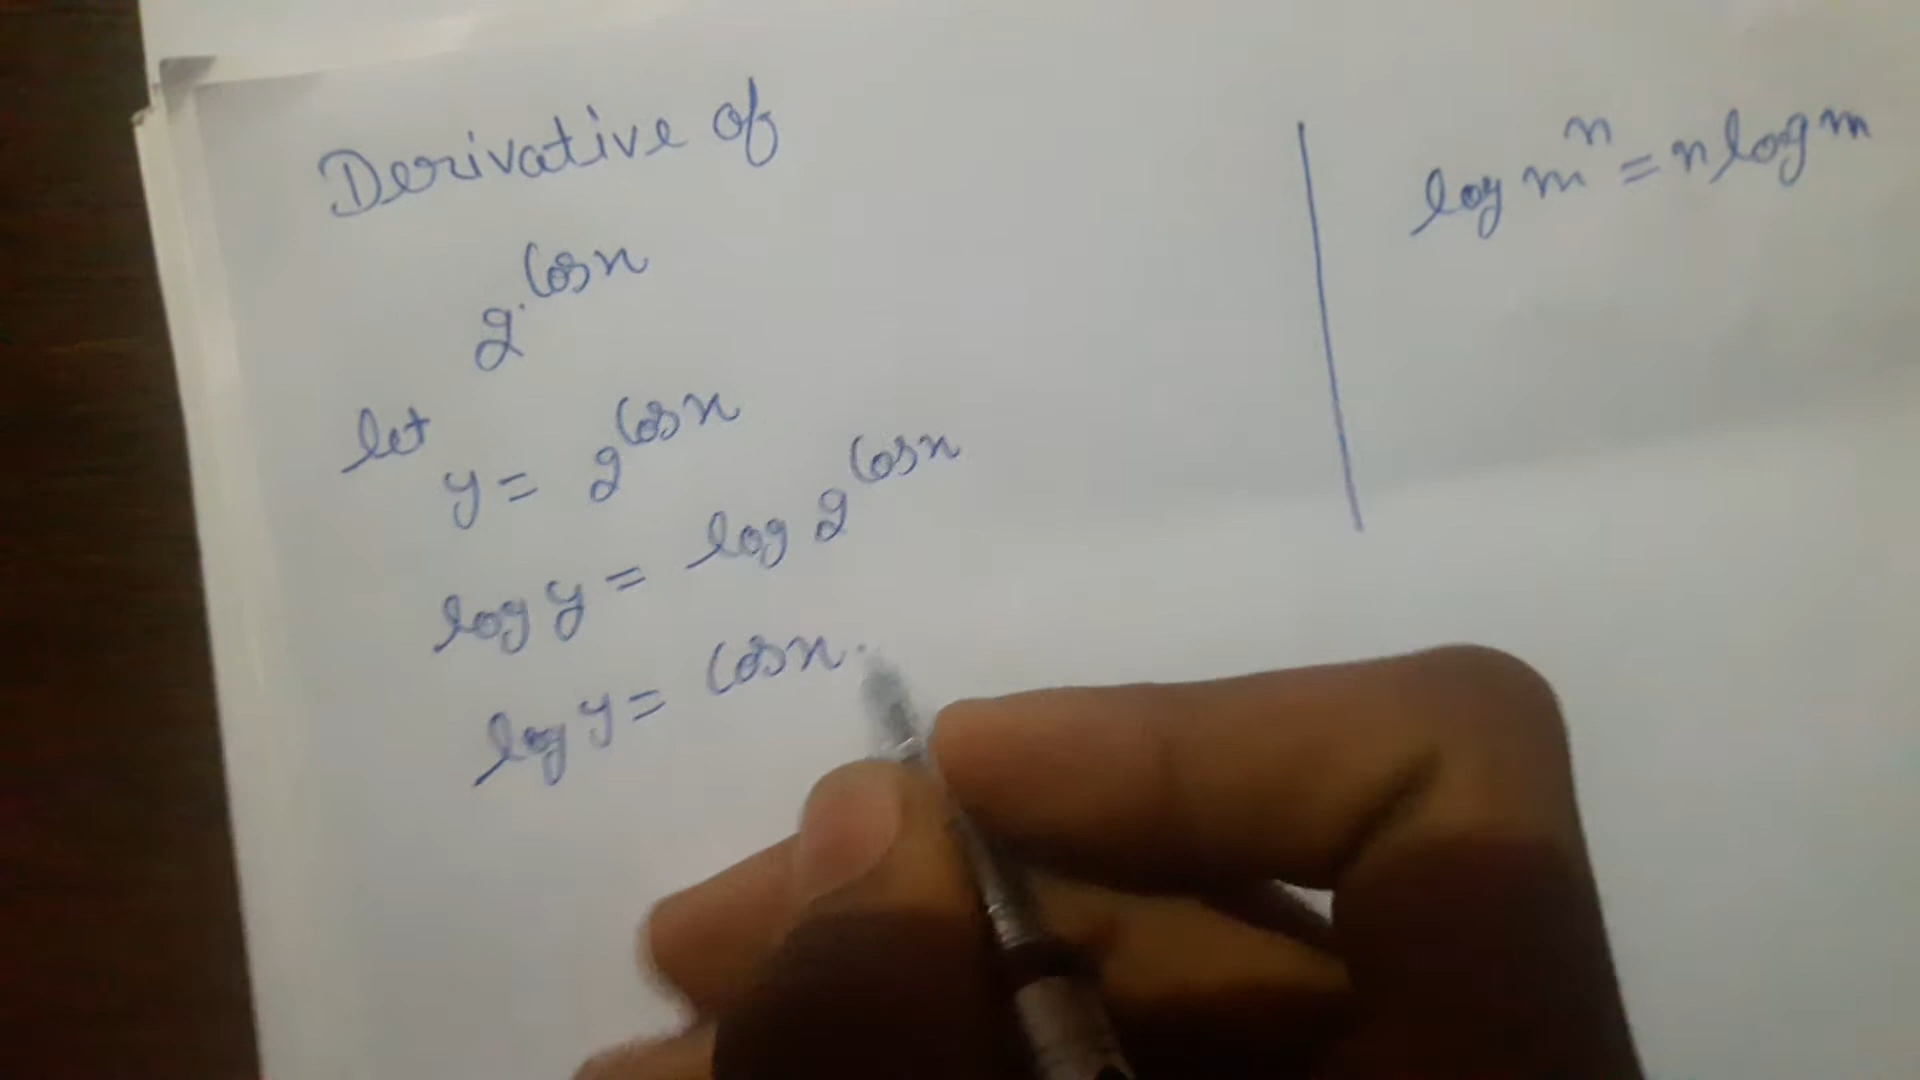 Derivative of
2^cosx
let
y = 2^cosx
log y = log 2^cosx
log y = cosx.
log m^n = n log m